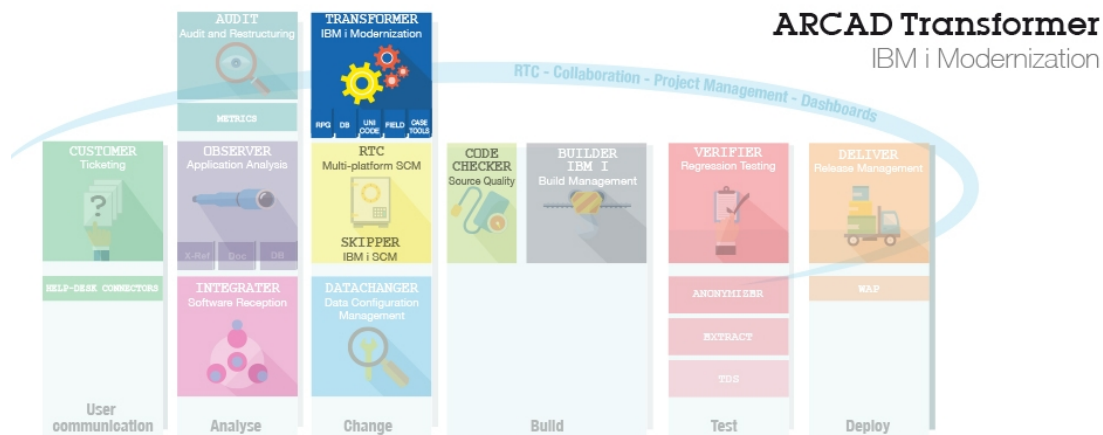 ARCAD Transformer
IBM i Modernization
RTC - Collaboration - Project Management - Dashboards
AUDIT
Audit and Restructuring
METRICS
TRANSFORMER
IBM i Modernization
RPG
DB
UNI
CODE
FIELD
CASE
TOOLS
CUSTOMER
Ticketing
?
HELP-DESK CONNECTORS
OBSERVER
Application Analysis
X-Ref
Doc
DB
INTEGRATER
Software Reception
RTC
Multi-platform SCM
SKIPPER
IBM i SCM
DATACHANGER
Data Configuration
Management
CODE
CHECKER
Source Quality
BUILDER
IBM I
Build Management
VERIFIER
Regression Testing
ANONYMISER
EXTRACT
TDS
DELIVER
Release Management
WAP
User
communication
Analyse
Change
Build
Test
Deploy